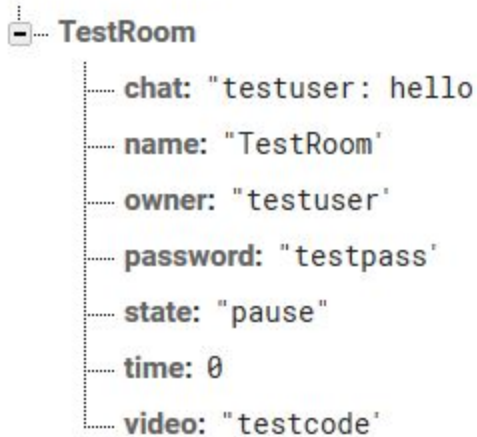 TestRoom
chat: "testuser: hello
name: "TestRoom'
owner: "testuser'
password: "testpass'
state: "pause"
time: 0
video: "testcode'